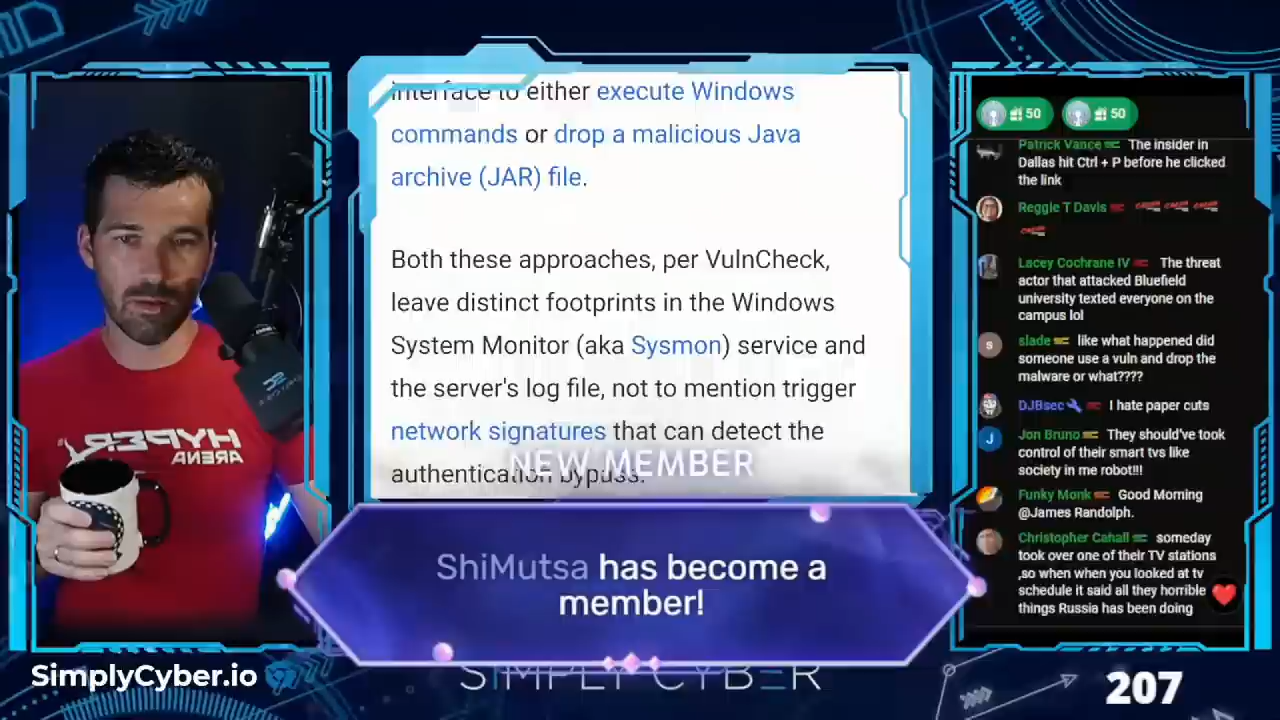 interface to either execute Windows
commands or drop a malicious Java
archive (JAR) file.
Both these approaches, per VulnCheck,
leave distinct footprints in the Windows
System Monitor (aka Sysmon) service and
the server's log file, not to mention trigger
network signatures that can detect the
authentication bypass.
NEW MEMBER
ShiMutsa has become a
member!
HYPER
ARENA
SimplyCyber.io
SIMPLY CYBER
50
50
Patrick Vance The insider in
Dallas hit Ctrl + P before he clicked
the link
Reggie T Davis
Lacey Cochrane IV The threat
actor that attacked Bluefield
university texted everyone on the
campus lol
s
slade like what happened did
someone use a vuln and drop the
malware or what????
DJBsec I hate paper cuts
J
Jon Bruno They should've took
control of their smart tvs like
society in me robot!!!
Funky Monk Good Morning
@James Randolph.
Christopher Cahall someday
took over one of their TV stations
,so when when you looked at tv
schedule it said all they horrible
things Russia has been doing
207